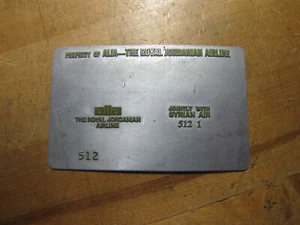 PROPERTY OF ALIA—THE ROYAL JORDANIAN AIRLINE
alia
THE ROYAL JORDANIAN
AIRLINE
JOINTLY WITH
SYRIAN AIR
512 1
512